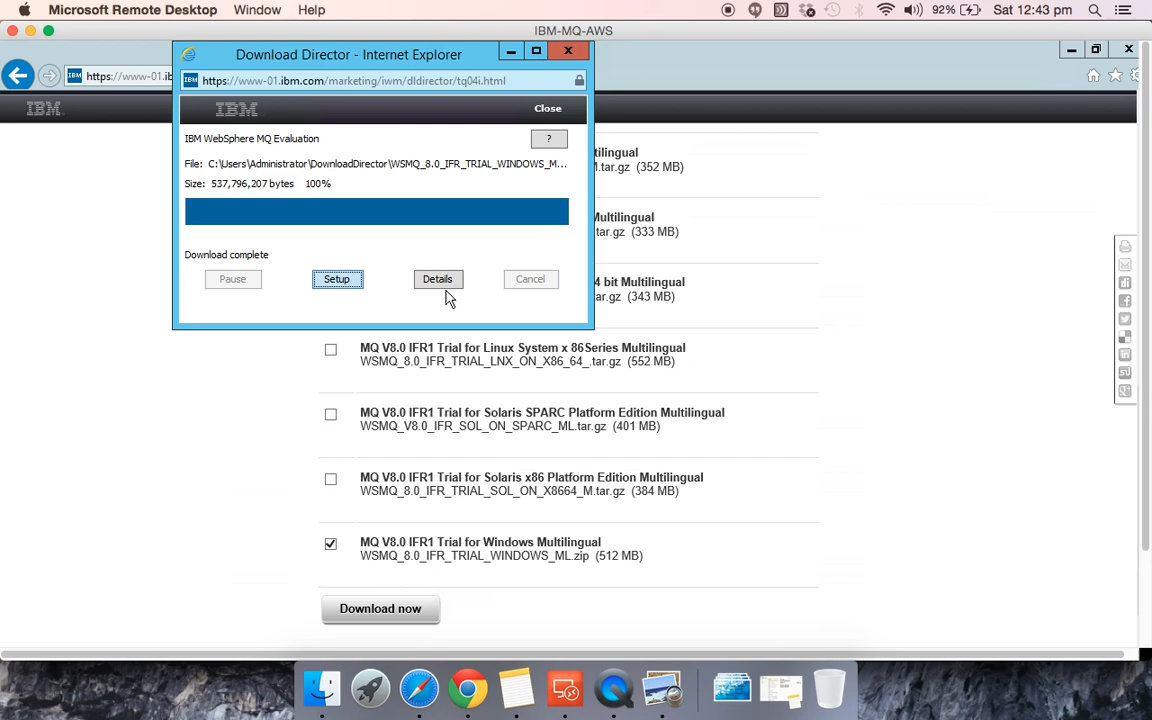 Microsoft Remote Desktop Window Help 92% Sat 12:43 pm
IBM-MQ-AWS
Download Director - Internet Explorer
https://www-01.ib
https://www-01.ibm.com/marketing/iwm/dldirector/tq04i.html
IBM
IBM Close
IBM WebSphere MQ Evaluation ?
File: C:\Users\Administrator\DownloadDirector\WSMQ_8.0_IFR_TRIAL_WINDOWS_M...
Size: 537,796,207 bytes 100%
Download complete
Pause Setup Details Cancel
tilingual
M.tar.gz (352 MB)
Multilingual
tar.gz (333 MB)
4 bit Multilingual
ar.gz (343 MB)
MQ V8.0 IFR1 Trial for Linux System x 86Series Multilingual
WSMQ_8.0_IFR_TRIAL_LNX_ON_X86_64_.tar.gz (552 MB)
MQ V8.0 IFR1 Trial for Solaris SPARC Platform Edition Multilingual
WSMQ_V8.0_IFR_SOL_ON_SPARC_ML.tar.gz (401 MB)
MQ V8.0 IFR1 Trial for Solaris x86 Platform Edition Multilingual
WSMQ_8.0_IFR_TRIAL_SOL_ON_X8664_M.tar.gz (384 MB)
MQ V8.0 IFR1 Trial for Windows Multilingual
WSMQ_8.0_IFR_TRIAL_WINDOWS_ML.zip (512 MB)
Download now